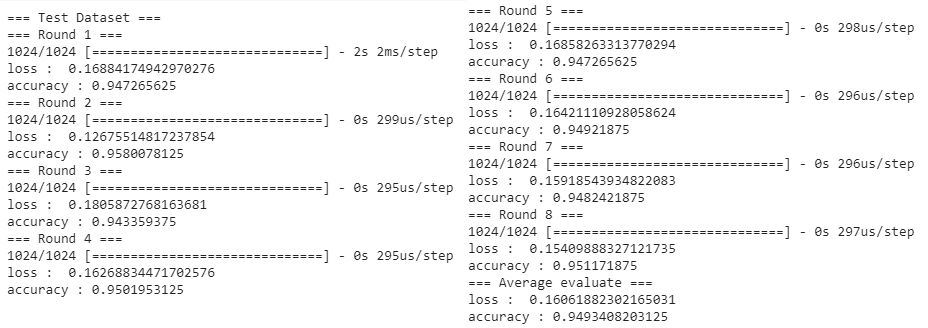 === Test Dataset ===
=== Round 1 ===
1024/1024 [==============================] - 2s 2ms/step
loss :  0.16884174942970276
accuracy : 0.947265625
=== Round 2 ===
1024/1024 [==============================] - 0s 299us/step
loss :  0.12675514817237854
accuracy : 0.9580078125
=== Round 3 ===
1024/1024 [==============================] - 0s 295us/step
loss :  0.1805872768163681
accuracy : 0.943359375
=== Round 4 ===
1024/1024 [==============================] - 0s 295us/step
loss :  0.16268834471702576
accuracy : 0.9501953125
=== Round 5 ===
1024/1024 [==============================] - 0s 298us/step
loss :  0.16858263313770294
accuracy : 0.947265625
=== Round 6 ===
1024/1024 [==============================] - 0s 296us/step
loss :  0.16421110928058624
accuracy : 0.94921875
=== Round 7 ===
1024/1024 [==============================] - 0s 296us/step
loss :  0.15918543934822083
accuracy : 0.9482421875
=== Round 8 ===
1024/1024 [==============================] - 0s 297us/step
loss :  0.15409888327121735
accuracy : 0.951171875
=== Average evaluate ===
loss :  0.16061882302165031
accuracy : 0.9493408203125